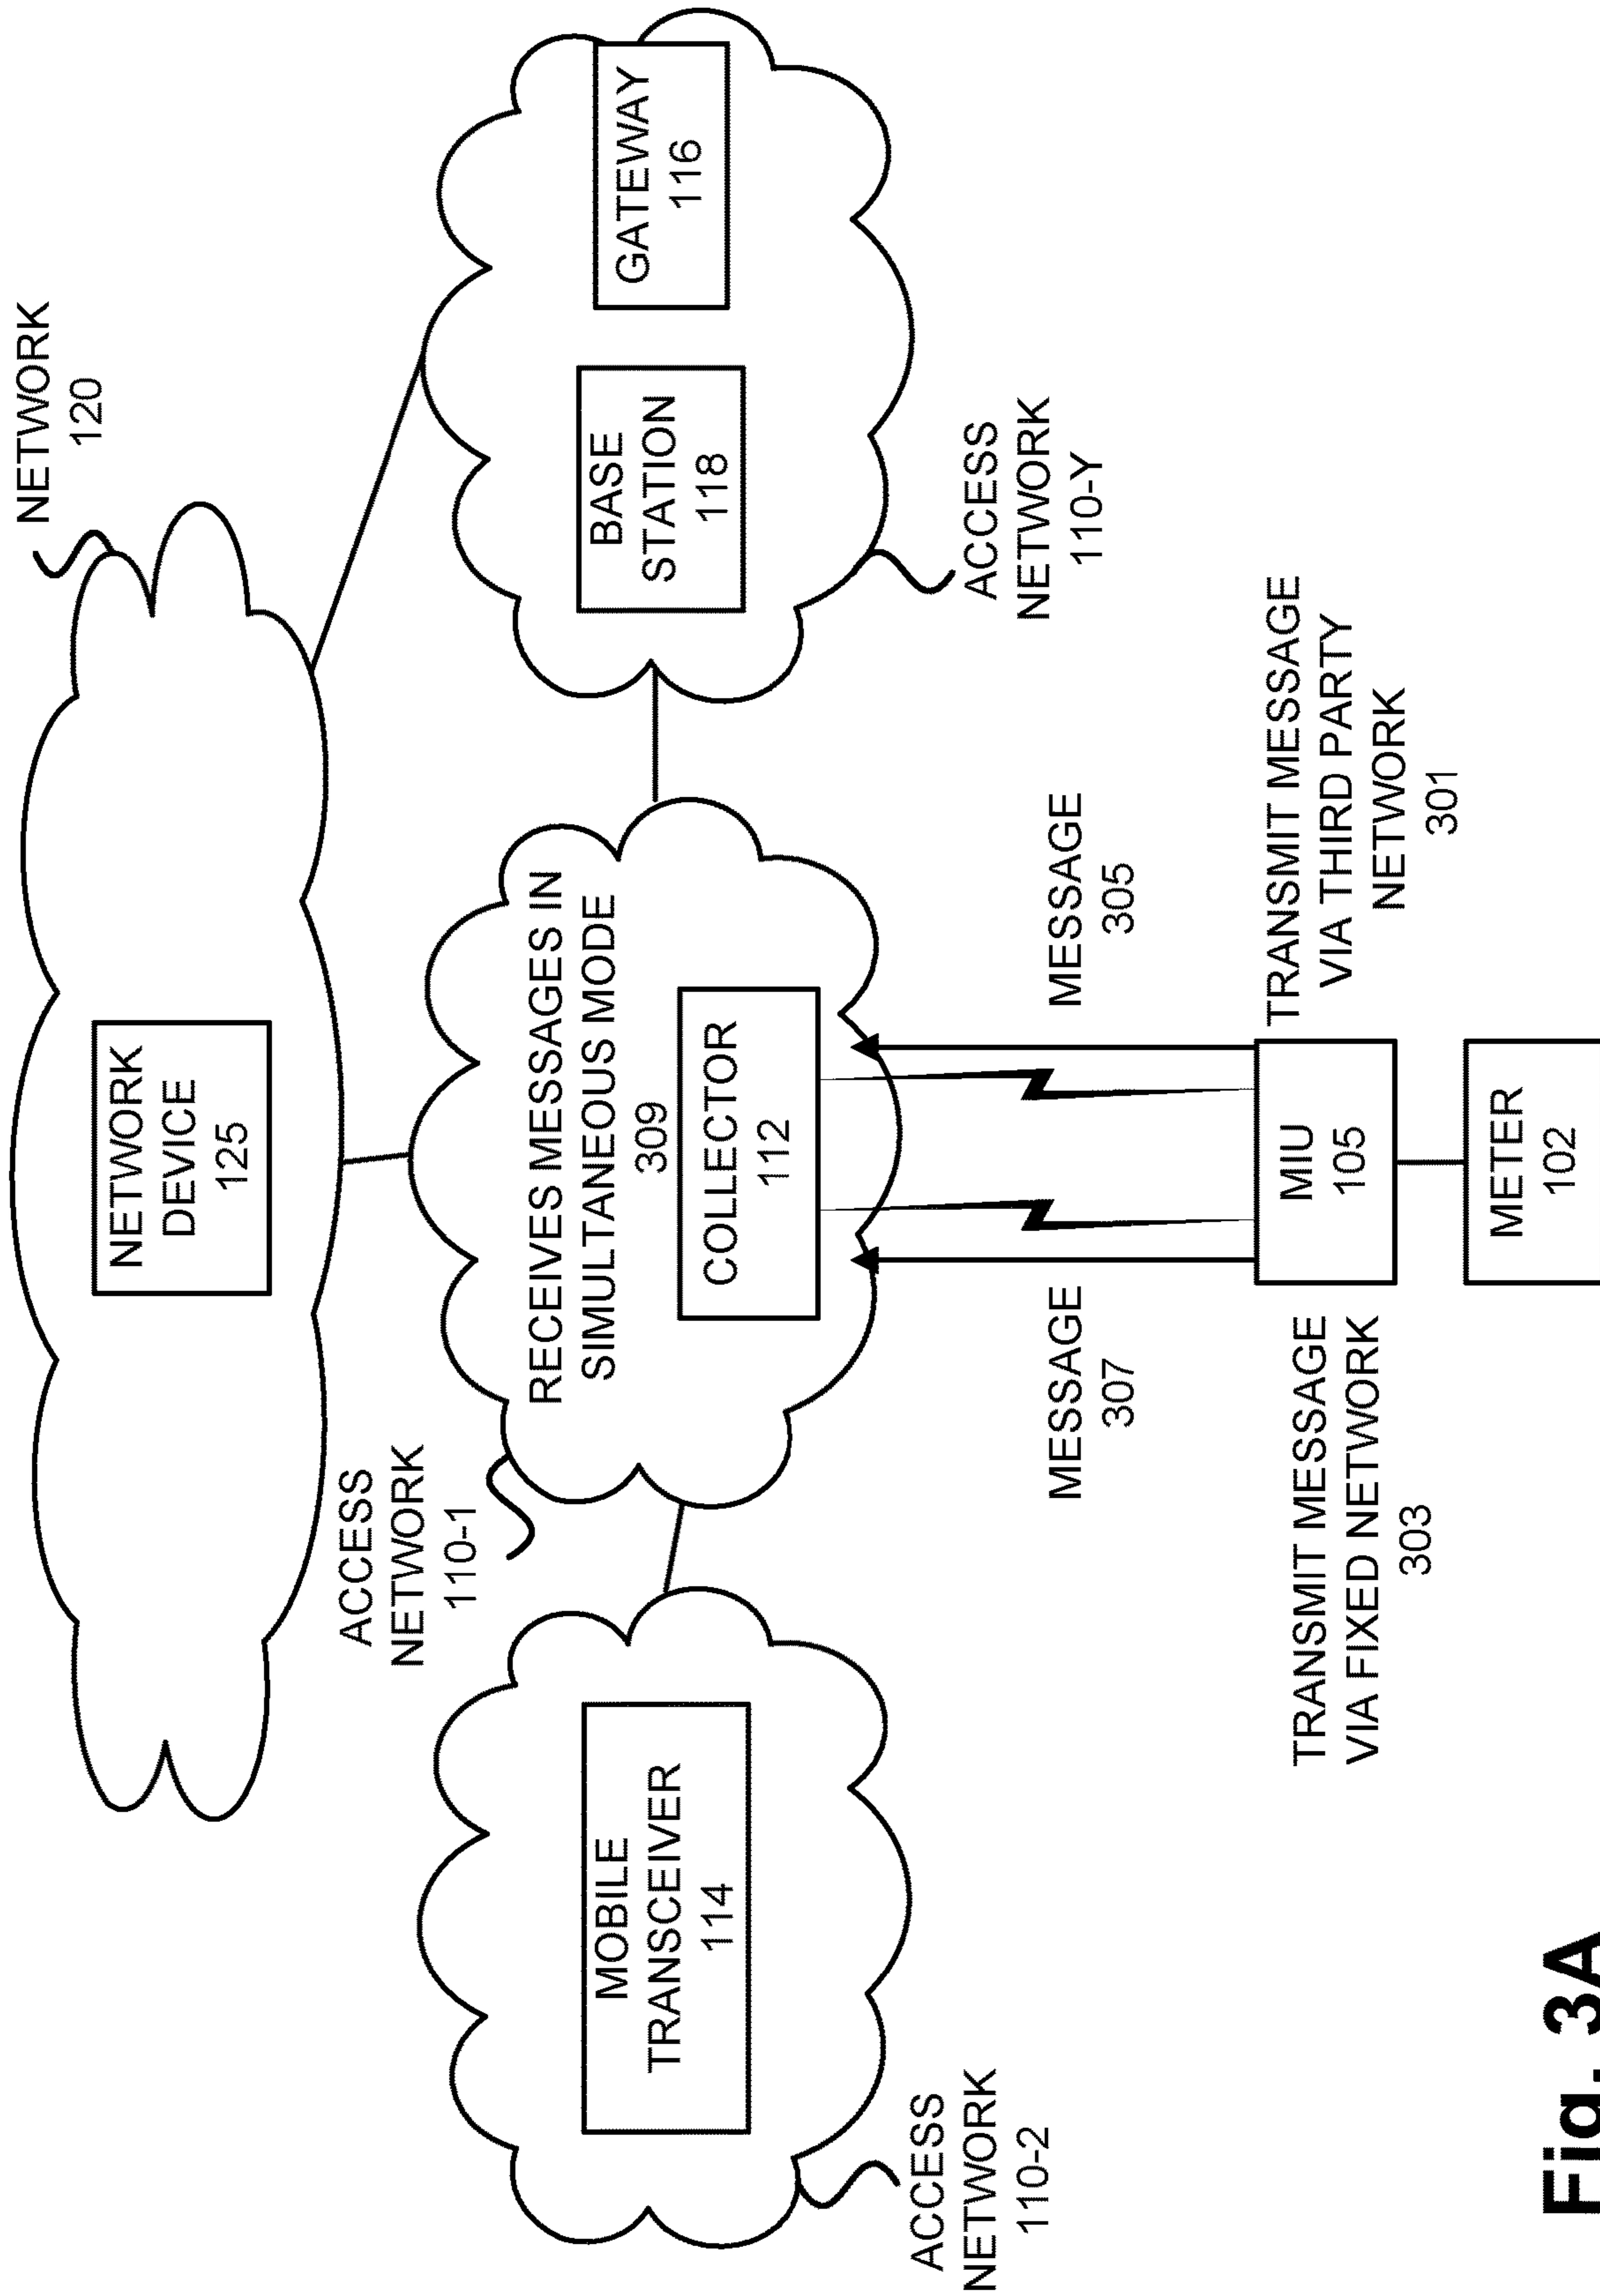 NETWORK
120
NETWORK
DEVICE
125
ACCESS
NETWORK
110-1
RECEIVES MESSAGES IN
SIMULTANEOUS MODE
309
COLLECTOR
112
MOBILE
TRANSCEIVER
114
BASE
STATION
118
GATEWAY
116
ACCESS
NETWORK
110-2
ACCESS
NETWORK
110-Y
MESSAGE
307
MESSAGE
305
TRANSMIT MESSAGE
VIA FIXED NETWORK
303
MIU
105
TRANSMIT MESSAGE
VIA THIRD PARTY
NETWORK
301
METER
102
Fig. 3A